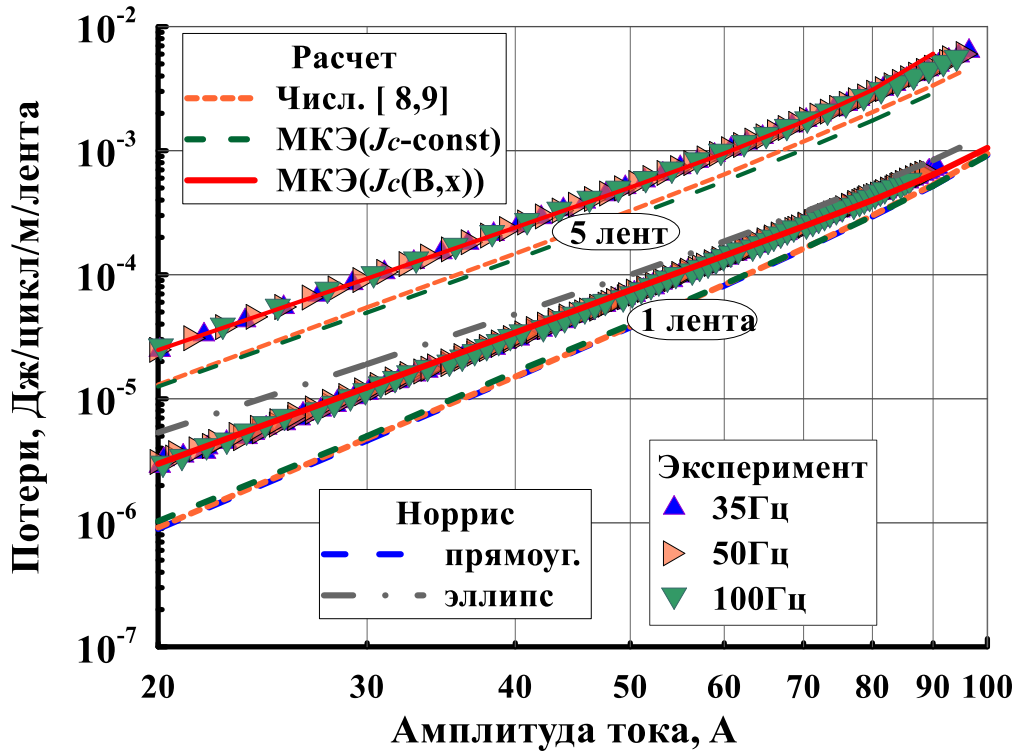 10-2
10-3
10-4
10-5
10-6
10-7
Потери, Дж/цикл/м/лента
Расчет
Числ. [ 8,9]
МКЭ(Jc-const)
МКЭ(Jc(B,x))
5 лент
1 лента
Норрис
прямоуг.
эллипс
Эксперимент
35Гц
50Гц
100Гц
20 30 40 50 60 70 80 90 100
Амплитуда тока, А